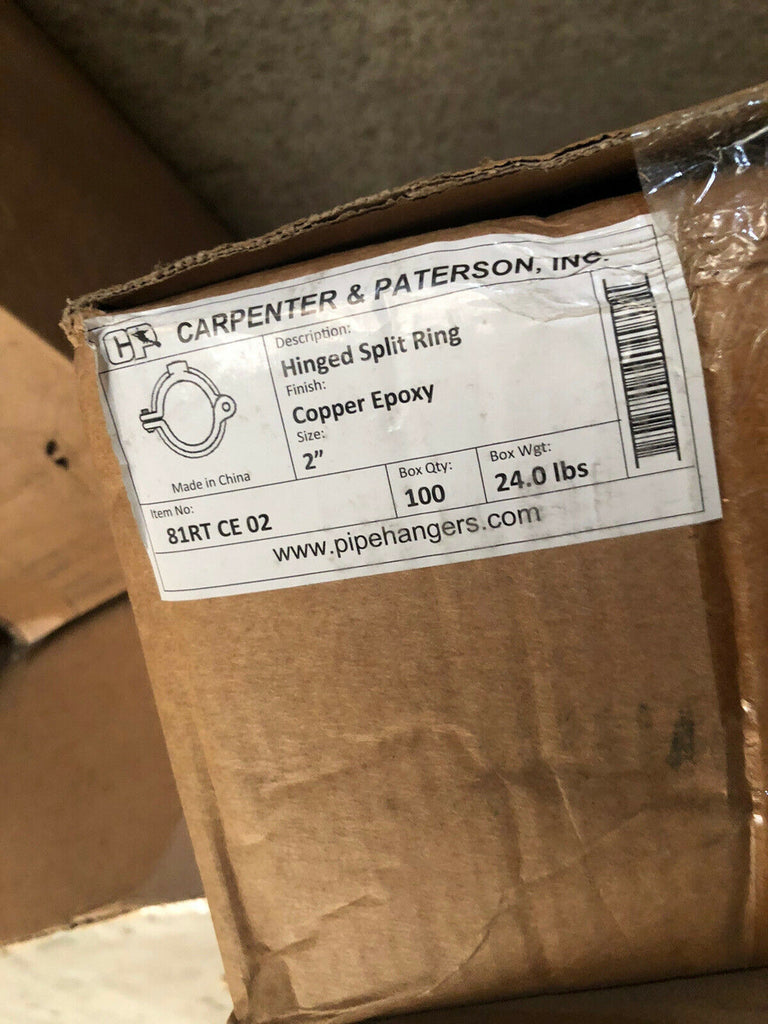 CP CARPENTER & PATERSON, INC.
Description:
Hinged Split Ring
Finish:
Copper Epoxy
Size:
2"
Made in China
Box Qty:
100
Box Wgt:
24.0 lbs
Item No:
81RT CE 02
www.pipehangers.com